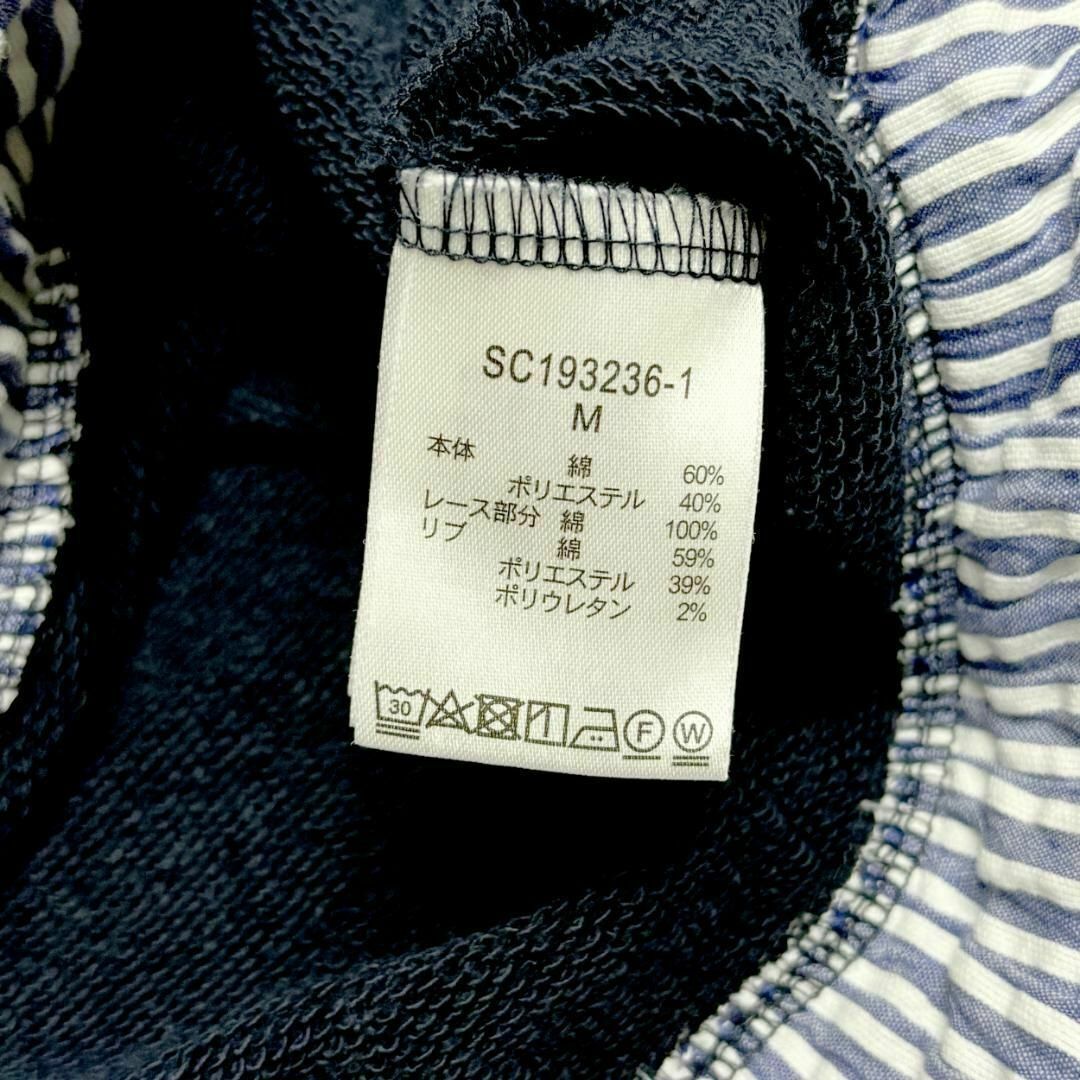 SC193236-1
M
本体 綿 60%
ポリエステル 40%
レース部分 綿 100%
リブ 綿 59%
ポリエステル 39%
ポリウレタン 2%
30 F W